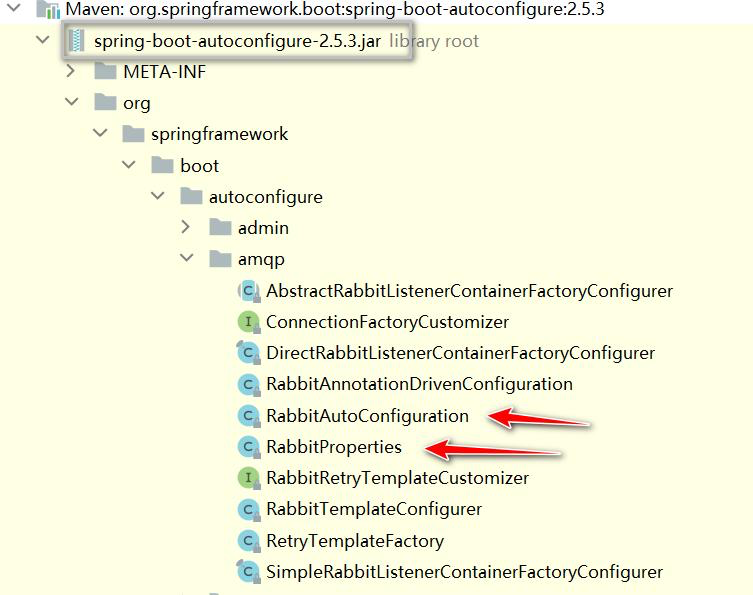 Maven: org.springframework.boot:spring-boot-autoconfigure:2.5.3
spring-boot-autoconfigure-2.5.3.jar library root
META-INF
org
springframework
boot
autoconfigure
admin
amqp
C AbstractRabbitListenerContainerFactoryConfigurer
I ConnectionFactoryCustomizer
C DirectRabbitListenerContainerFactoryConfigurer
C RabbitAnnotationDrivenConfiguration
C RabbitAutoConfiguration
C RabbitProperties
I RabbitRetryTemplateCustomizer
C RabbitTemplateConfigurer
C RetryTemplateFactory
C SimpleRabbitListenerContainerFactoryConfigurer